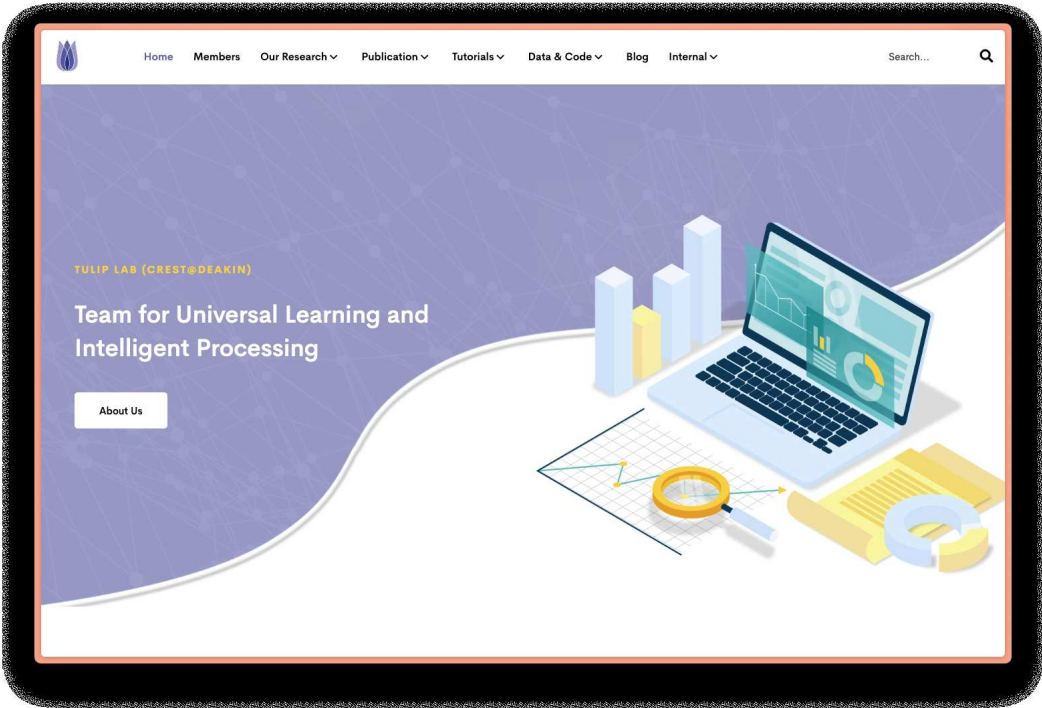 Home Members Our Research Publication Tutorials Data & Code Blog Internal Search...
TULIP LAB (CREST@DEAKIN)
Team for Universal Learning and
Intelligent Processing
About Us